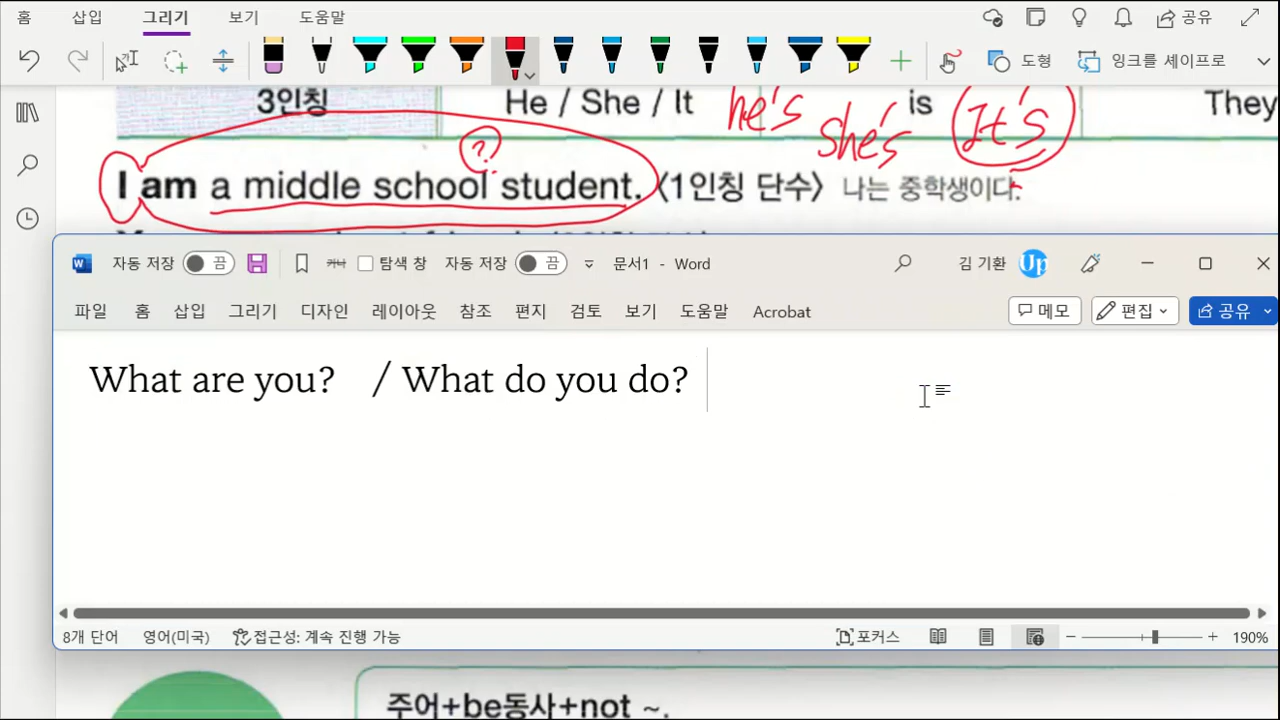 홈 삽입 그리기 보기 도움말 공유
도형 잉크를 셰이프로
3인칭 He / She / It he's she's is It's They
?
I am a middle school student. 〈1인칭 단수〉 나는 중학생이다.
자동 저장 끔 가나 탐색 창 자동 저장 끔 문서1 - Word 김 기환 Up
파일 홈 삽입 그리기 디자인 레이아웃 참조 편지 검토 보기 도움말 Acrobat 메모 편집 공유
What are you? / What do you do?
8개 단어 영어(미국) 접근성: 계속 진행 가능 포커스 190%
주어+be동사+not ~.